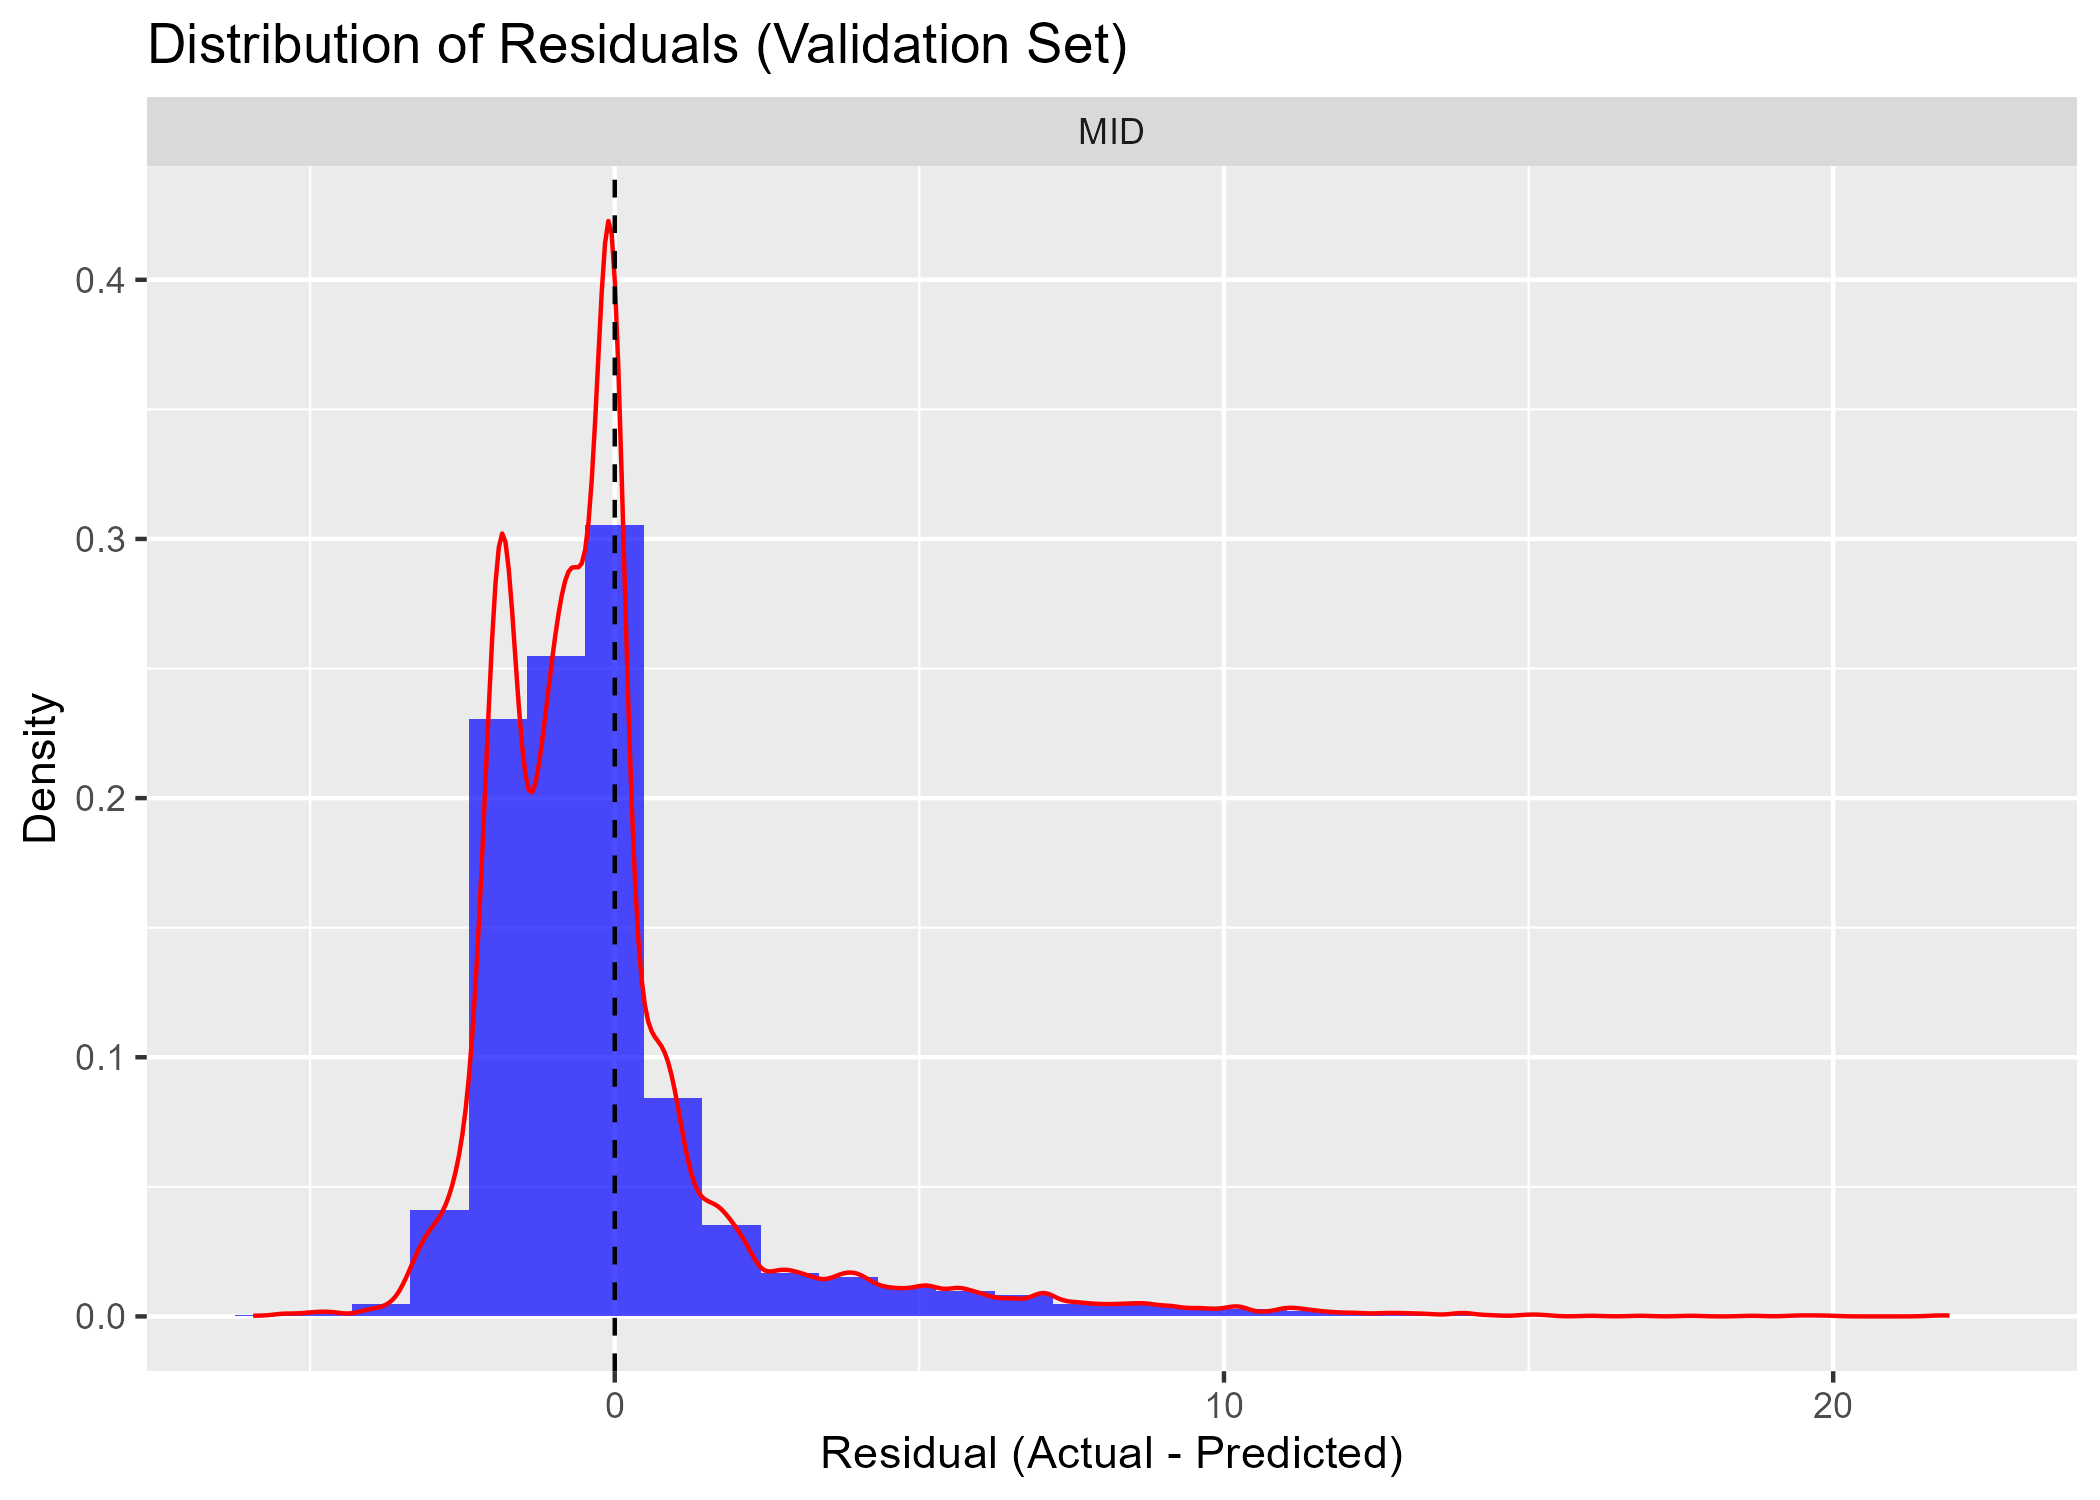 Distribution of Residuals (Validation Set)
MID
0.4
0.3
0.2
0.1
0.0
Density
0
10
20
Residual (Actual - Predicted)